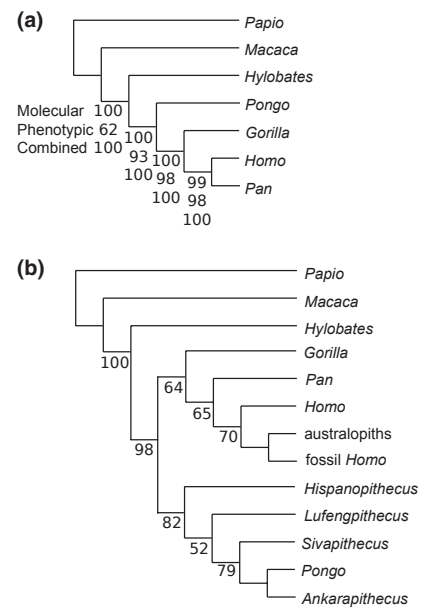 (a)
Papio
Macaca
Hylobates
Pongo
Gorilla
Homo
Pan
Molecular 100
Phenotypic 62
Combined 100
100
93
100
100
98
100
99
98
100
(b)
Papio
Macaca
Hylobates
Gorilla
Pan
Homo
australopiths
fossil Homo
Hispanopithecus
Lufengpithecus
Sivapithecus
Pongo
Ankarapithecus
100
64
65
70
98
82
52
79